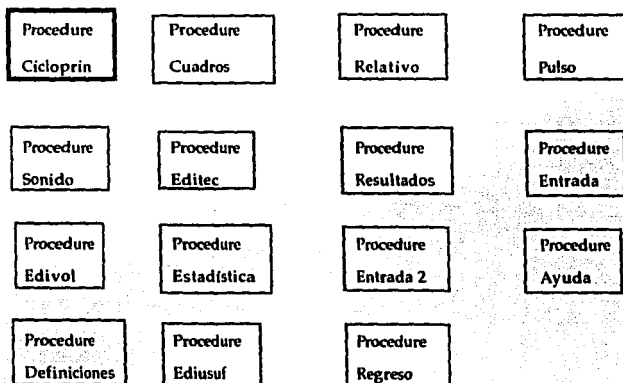 Procedure
Cicloprin
Procedure
Cuadros
Procedure
Relativo
Procedure
Pulso
Procedure
Sonido
Procedure
Editec
Procedure
Resultados
Procedure
Entrada
Procedure
Edivol
Procedure
Estadística
Procedure
Entrada 2
Procedure
Ayuda
Procedure
Definiciones
Procedure
Ediusuf
Procedure
Regreso